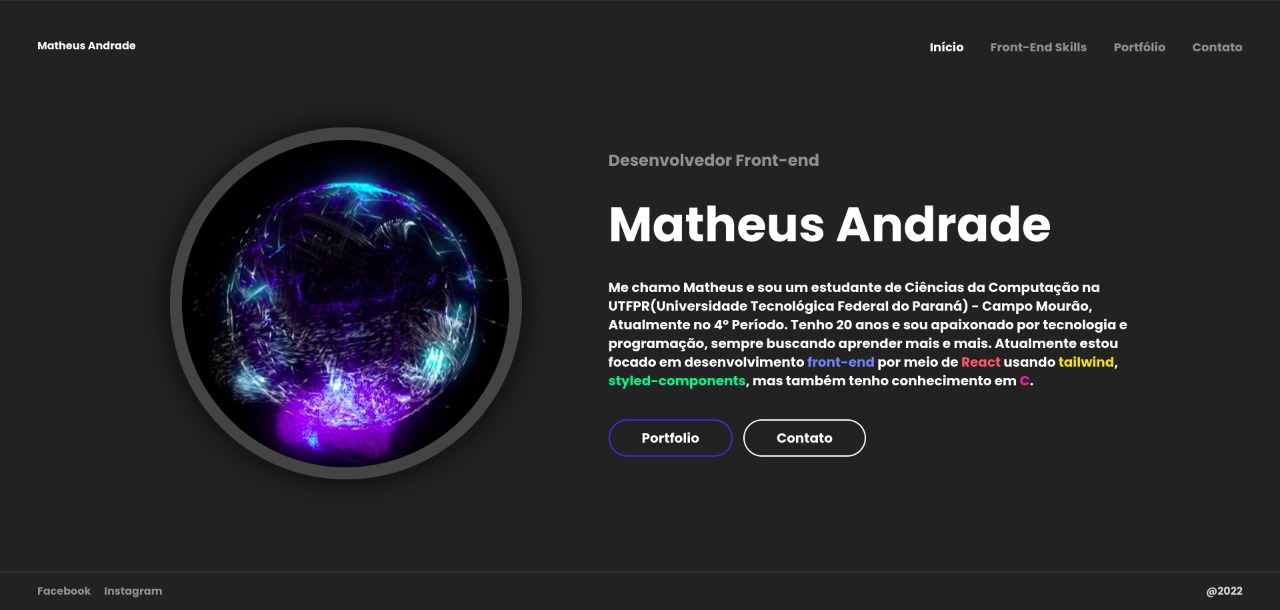 Matheus Andrade
Início Front-End Skills Portfólio Contato
Desenvolvedor Front-end
Matheus Andrade
Me chamo Matheus e sou um estudante de Ciências da Computação na
UTFPR(Universidade Tecnológica Federal do Paraná) - Campo Mourão,
Atualmente no 4º Período. Tenho 20 anos e sou apaixonado por tecnologia e
programação, sempre buscando aprender mais e mais. Atualmente estou
focado em desenvolvimento front-end por meio de React usando tailwind,
styled-components, mas também tenho conhecimento em C.
Portfolio Contato
Facebook Instagram @2022